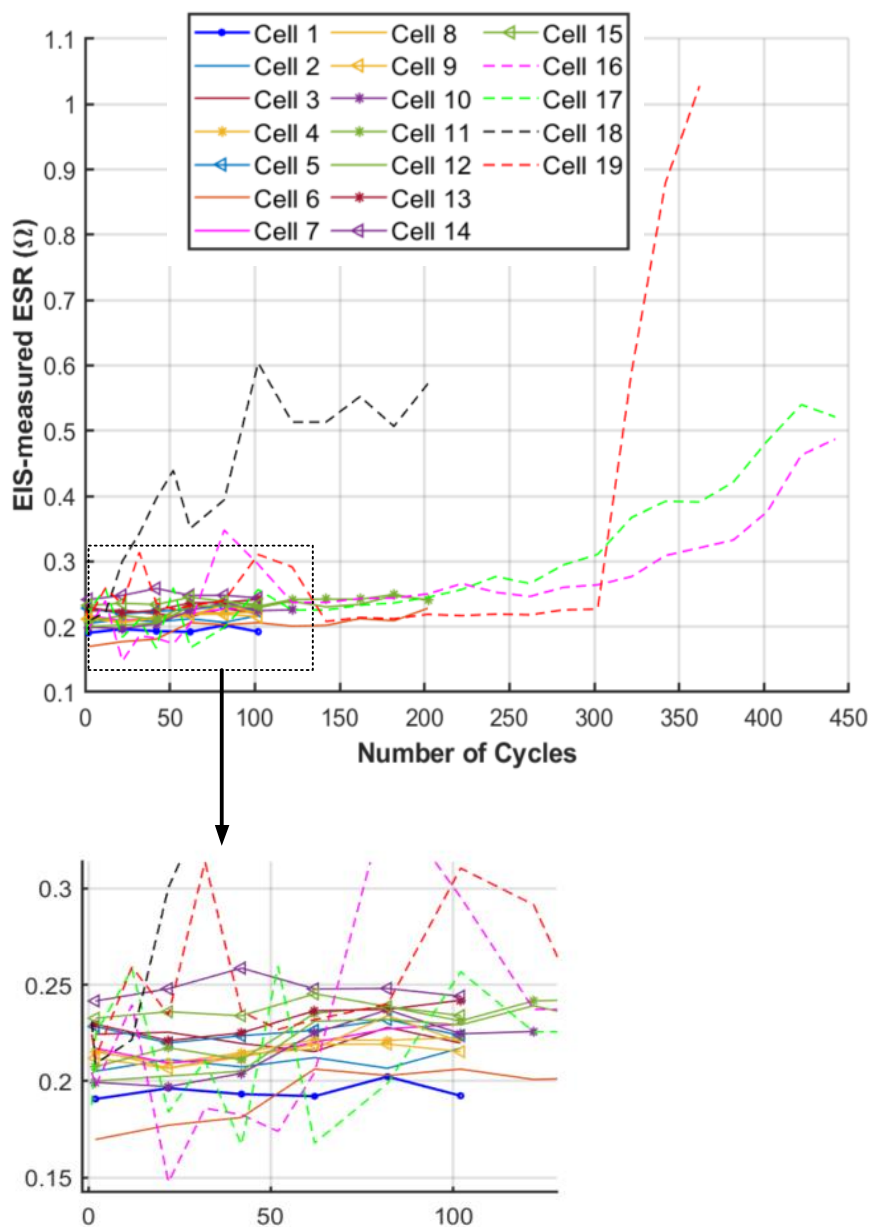 1.1
1
0.9
0.8
0.7
0.6
0.5
0.4
0.3
0.2
0.1
EIS-measured ESR (Ω)
Cell 1 Cell 8 Cell 15
Cell 2 Cell 9 Cell 16
Cell 3 Cell 10 Cell 17
Cell 4 Cell 11 Cell 18
Cell 5 Cell 12 Cell 19
Cell 6 Cell 13
Cell 7 Cell 14
0 50 100 150 200 250 300 350 400 450
Number of Cycles
0.3
0.25
0.2
0.15
0 50 100